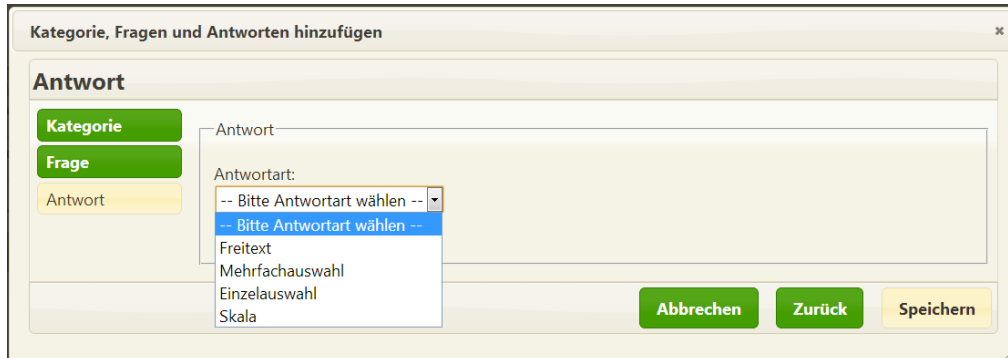 Kategorie, Fragen und Antworten hinzufügen
Antwort
Kategorie
Frage
Antwort
Antwort
Antwortart:
-- Bitte Antwortart wählen --
-- Bitte Antwortart wählen --
Freitext
Mehrfachauswahl
Einzelauswahl
Skala
Abbrechen Zurück Speichern